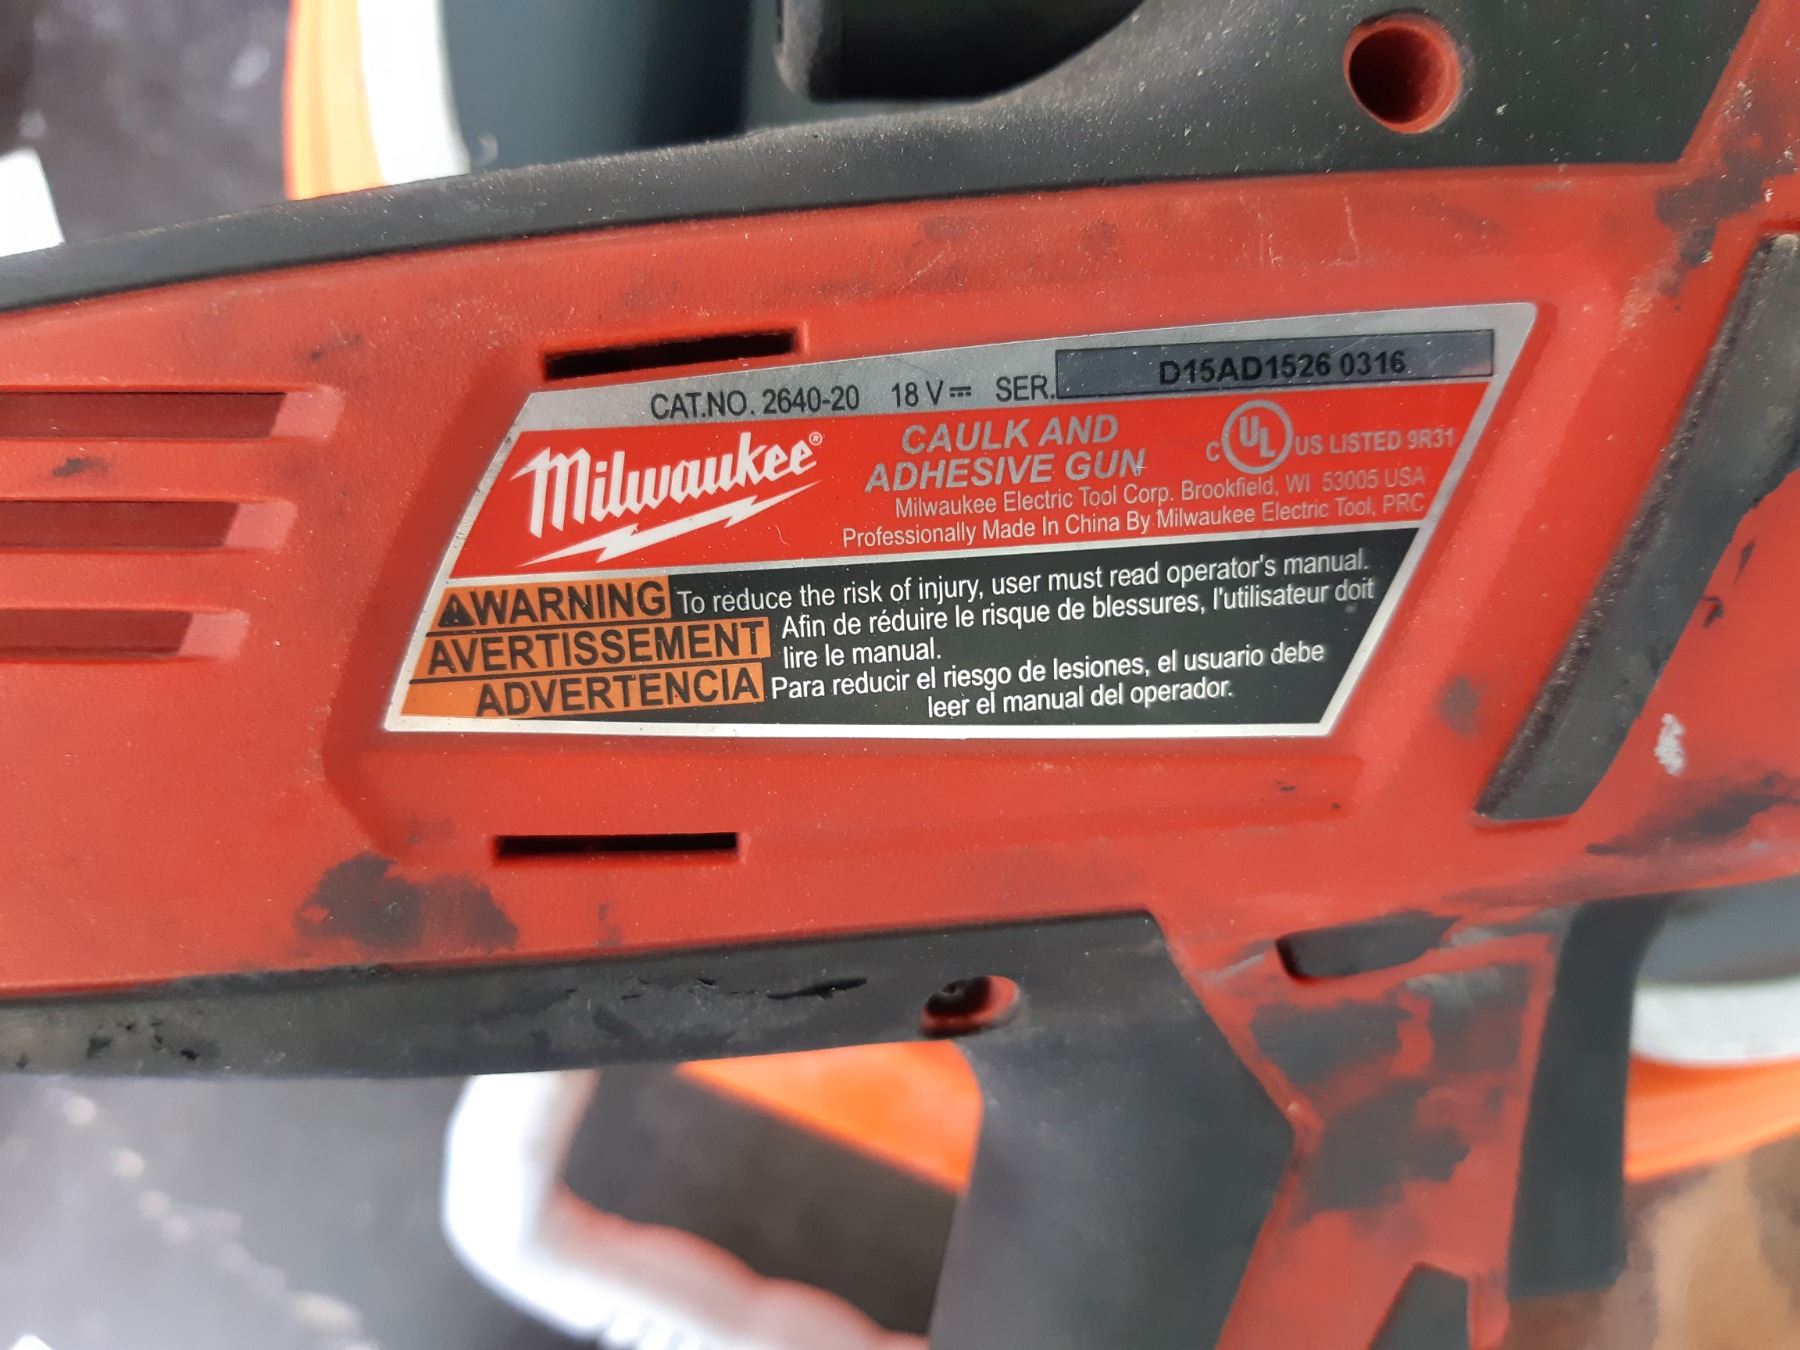 CAT.NO. 2640-20 18 V⎓ SER. D15AD1526 0316
Milwaukee®
CAULK AND
ADHESIVE GUN
C UL US LISTED 9R31
Milwaukee Electric Tool Corp. Brookfield, WI 53005 USA
Professionally Made In China By Milwaukee Electric Tool, PRC
⚠WARNING To reduce the risk of injury, user must read operator's manual.
AVERTISSEMENT Afin de réduire le risque de blessures, l'utilisateur doit
lire le manual.
ADVERTENCIA Para reducir el riesgo de lesiones, el usuario debe
leer el manual del operador.